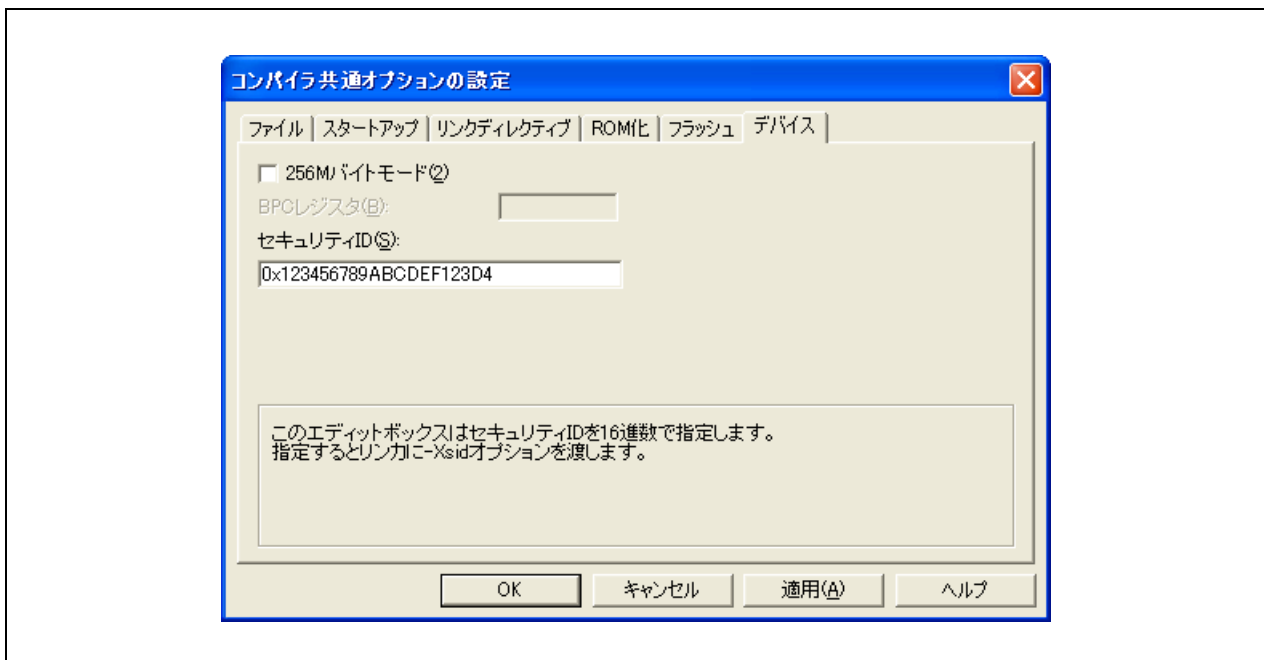 コンパイラ共通オプションの設定
ファイル スタートアップ リンクディレクティブ ROM化 フラッシュ デバイス
256Mバイトモード(2)
BPCレジスタ(B):
セキュリティID(S):
0x123456789ABCDEF123D4
このエディットボックスはセキュリティIDを16進数で指定します。
指定するとリンカに-Xsidオプションを渡します。
OK キャンセル 適用(A) ヘルプ